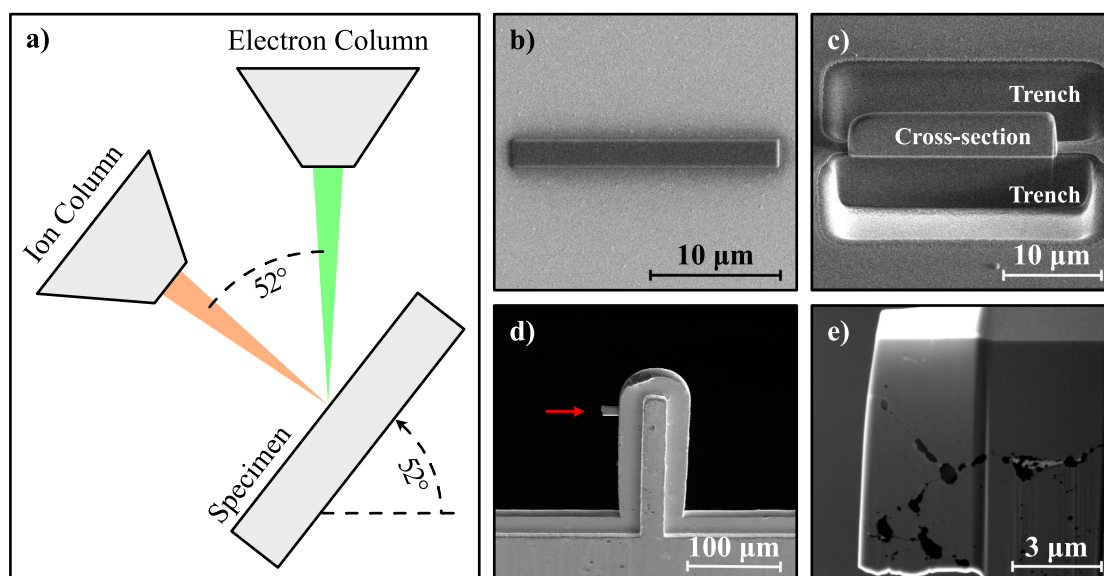 a)
Electron Column
Ion Column
52°
52°
Specimen
b)
10 µm
c)
Trench
Cross-section
Trench
10 µm
d)
100 µm
e)
3 µm